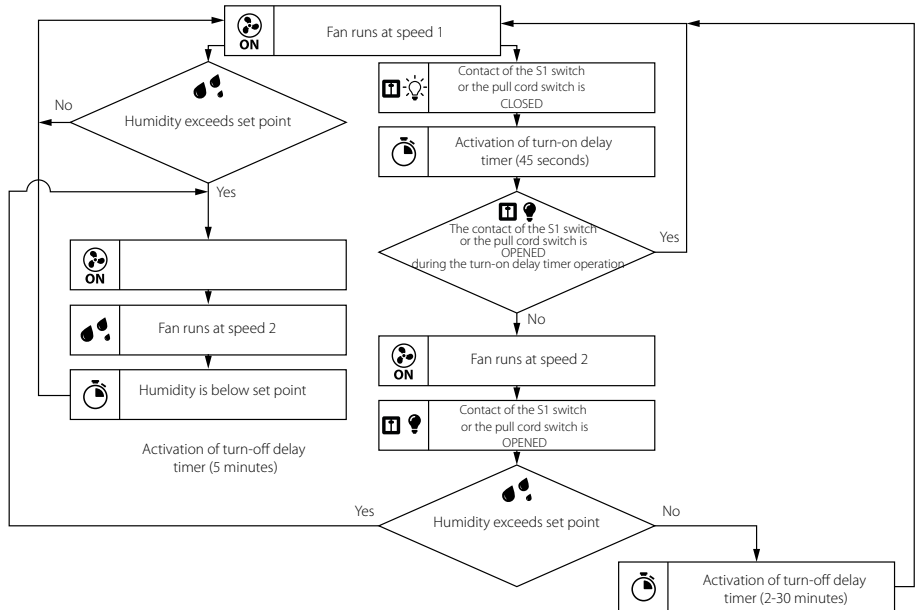 ON
Fan runs at speed 1
No
Humidity exceeds set point
Yes
ON
Fan runs at speed 2
Humidity is below set point
Activation of turn-off delay
timer (5 minutes)
Contact of the S1 switch
or the pull cord switch is
CLOSED
Activation of turn-on delay
timer (45 seconds)
The contact of the S1 switch
or the pull cord switch is
OPENED
during the turn-on delay timer operation
Yes
No
ON
Fan runs at speed 2
Contact of the S1 switch
or the pull cord switch is
OPENED
Yes
Humidity exceeds set point
No
Activation of turn-off delay
timer (2-30 minutes)